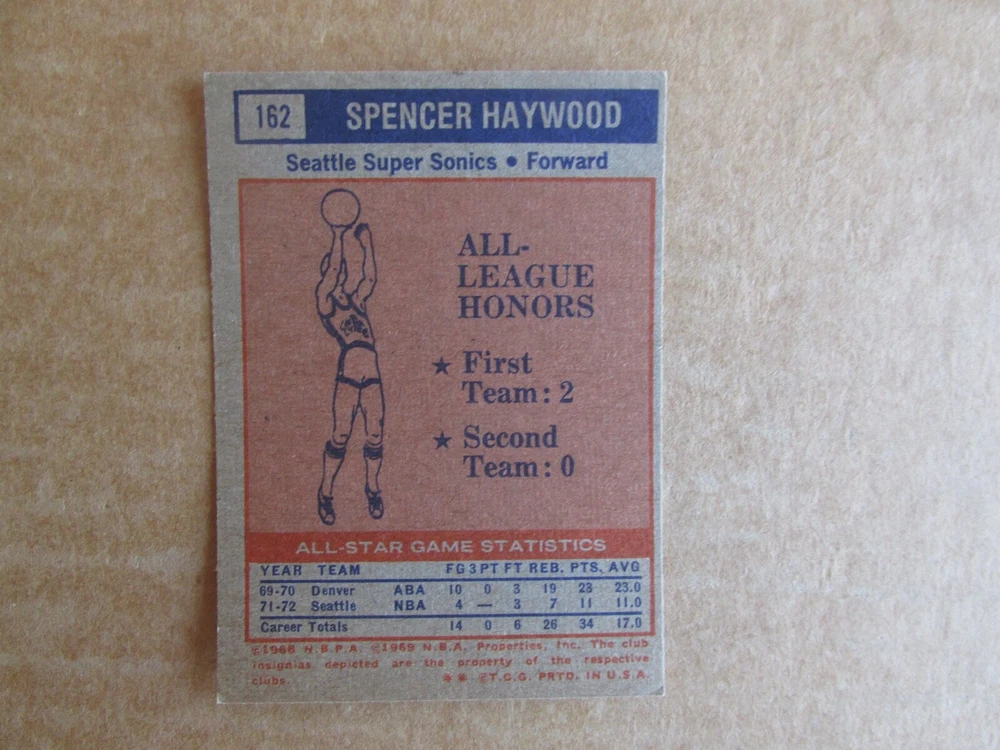 162 SPENCER HAYWOOD
Seattle Super Sonics • Forward
ALL-
LEAGUE
HONORS
★ First
Team: 2
★ Second
Team: 0
ALL-STAR GAME STATISTICS
YEAR TEAM FG 3PT FT REB. PTS. AVG
69-70 Denver ABA 10 0 3 19 23 23.0
71-72 Seattle NBA 4 — 3 7 11 11.0
Career Totals 14 0 6 26 34 17.0
©1968 N.B.P.A. ©1969 N.B.A. Properties, Inc. The club
insignias depicted are the property of the respective
clubs. ✱ ✱ ©T.C.G. PRTD. IN U.S.A.